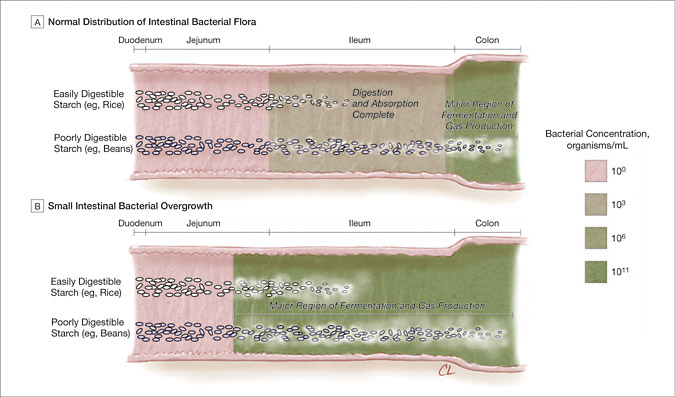 A Normal Distribution of Intestinal Bacterial Flora
Duodenum Jejunum Ileum Colon
Easily Digestible
Starch (eg, Rice)
Digestion
and Absorption
Complete
Major Region of
Fermentation and
Gas Production
Poorly Digestible
Starch (eg, Beans)
B Small Intestinal Bacterial Overgrowth
Duodenum Jejunum Ileum Colon
Easily Digestible
Starch (eg, Rice)
Major Region of Fermentation and Gas Production
Poorly Digestible
Starch (eg, Beans)
CL
Bacterial Concentration,
organisms/mL
10⁰
10³
10⁶
10¹¹